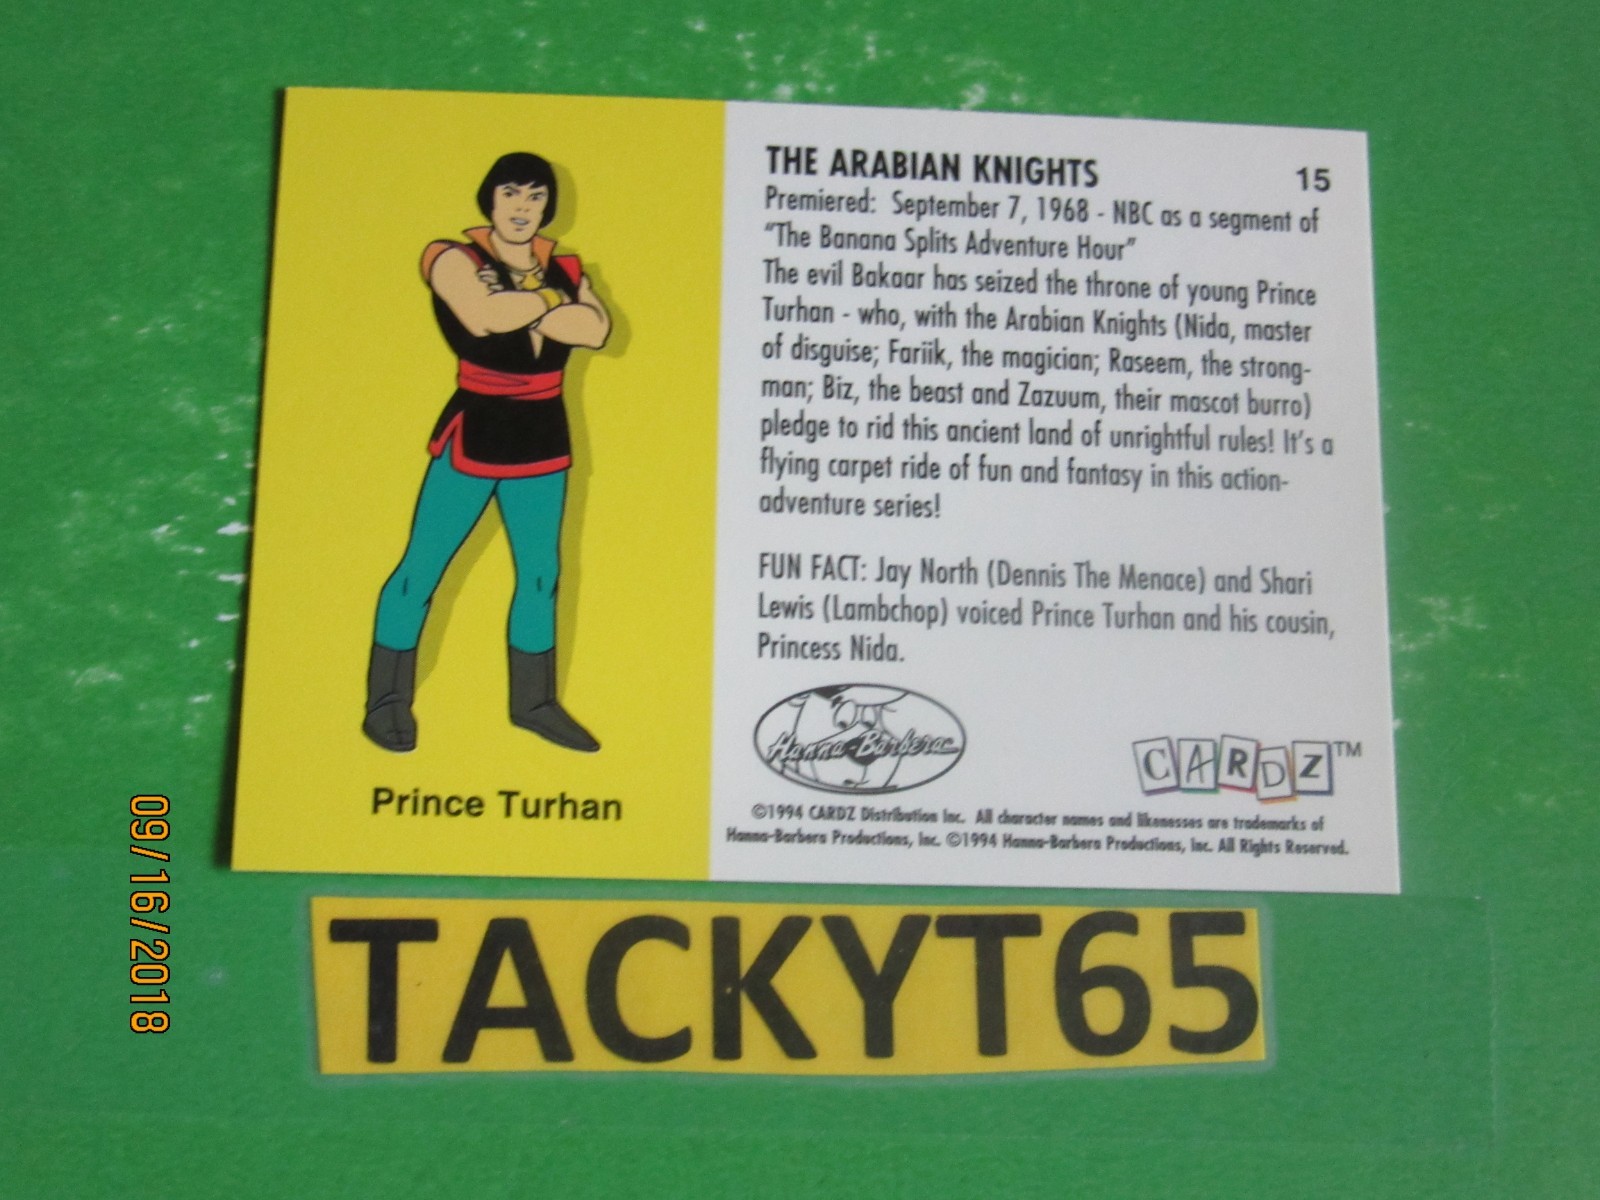 THE ARABIAN KNIGHTS 15
Premiered: September 7, 1968 - NBC as a segment of
"The Banana Splits Adventure Hour"
The evil Bakaar has seized the throne of young Prince
Turhan - who, with the Arabian Knights (Nida, master
of disguise; Fariik, the magician; Raseem, the strong-
man; Biz, the beast and Zazuum, their mascot burro)
pledge to rid this ancient land of unrightful rules! It's a
flying carpet ride of fun and fantasy in this action-
adventure series!
FUN FACT: Jay North (Dennis The Menace) and Shari
Lewis (Lambchop) voiced Prince Turhan and his cousin,
Princess Nida.
Hanna-Barbera
CARDZ™
©1994 CARDZ Distribution Inc. All character names and likenesses are trademarks of
Hanna-Barbera Productions, Inc. ©1994 Hanna-Barbera Productions, Inc. All Rights Reserved.
Prince Turhan
TACKYT65
09/16/2018